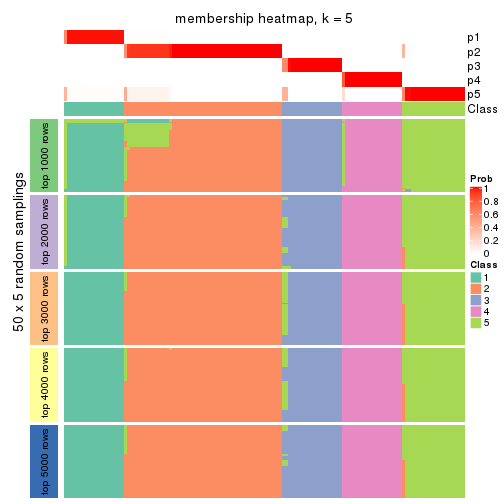 membership heatmap, k = 5
p1
p2
p3
p4
p5
Class
50 x 5 random samplings
top 1000 rows
top 2000 rows
top 3000 rows
top 4000 rows
top 5000 rows
Prob
1
0.8
0.6
0.4
0.2
0
Class
1
2
3
4
5